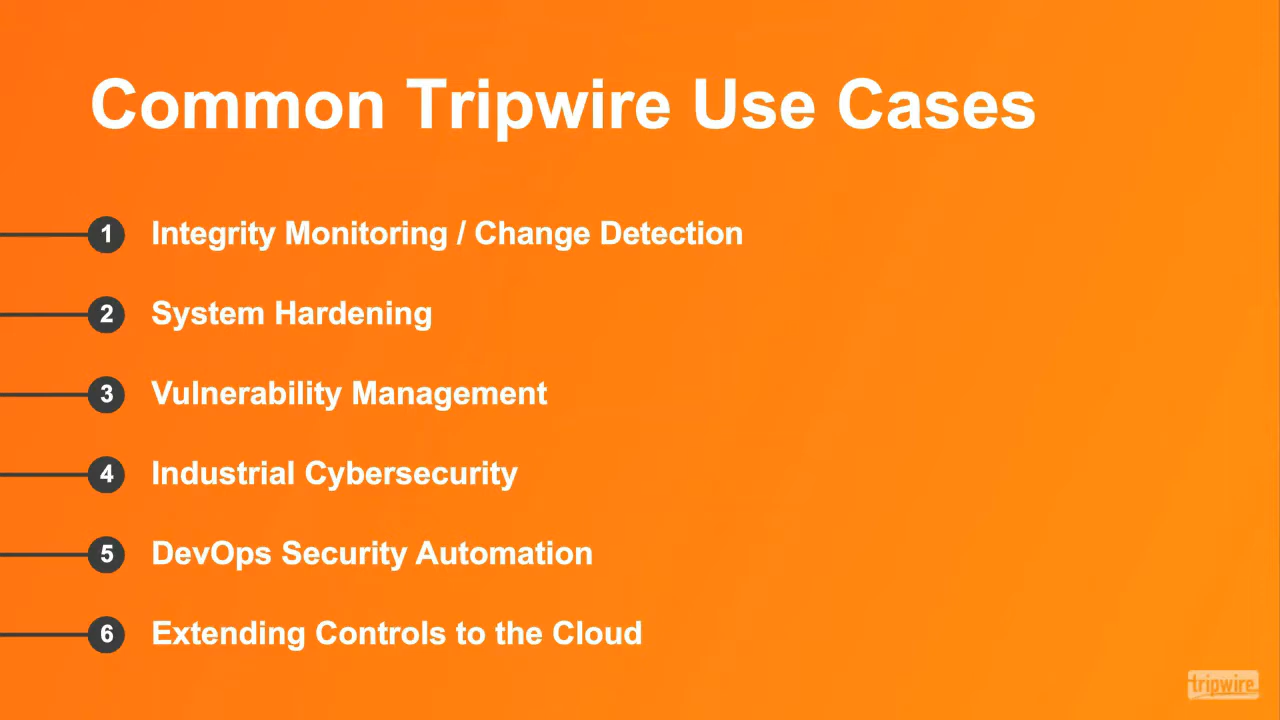 Common Tripwire Use Cases
1 Integrity Monitoring / Change Detection
2 System Hardening
3 Vulnerability Management
4 Industrial Cybersecurity
5 DevOps Security Automation
6 Extending Controls to the Cloud
tripwire